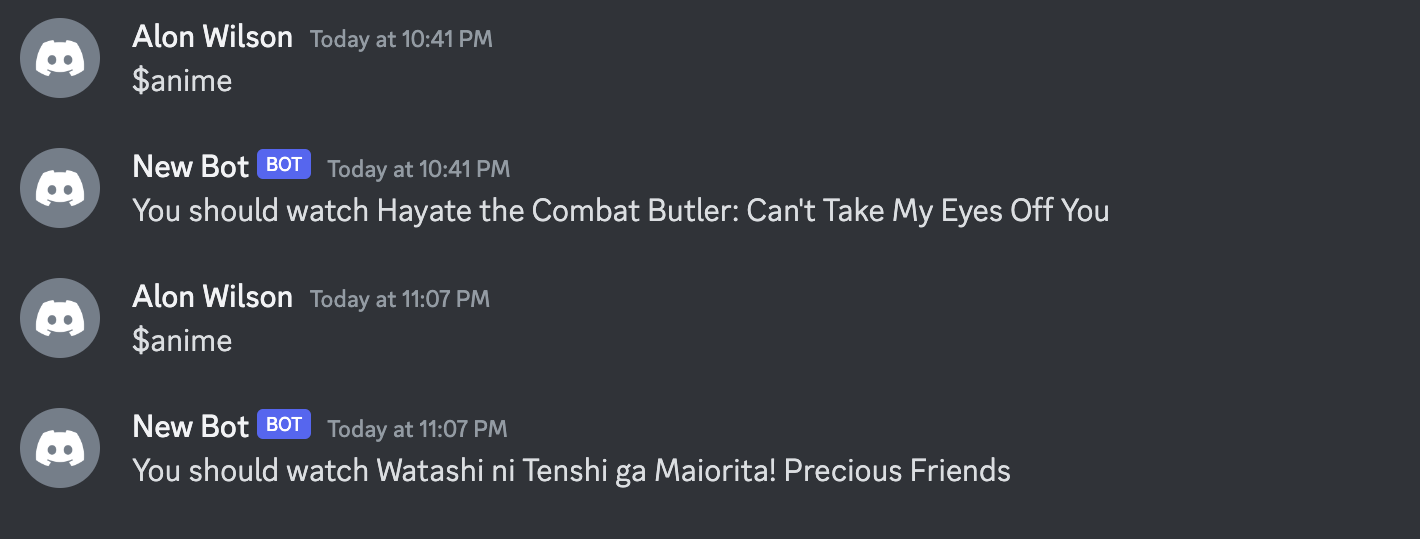 Alon Wilson Today at 10:41 PM
$anime
New Bot BOT Today at 10:41 PM
You should watch Hayate the Combat Butler: Can't Take My Eyes Off You
Alon Wilson Today at 11:07 PM
$anime
New Bot BOT Today at 11:07 PM
You should watch Watashi ni Tenshi ga Maiorita! Precious Friends